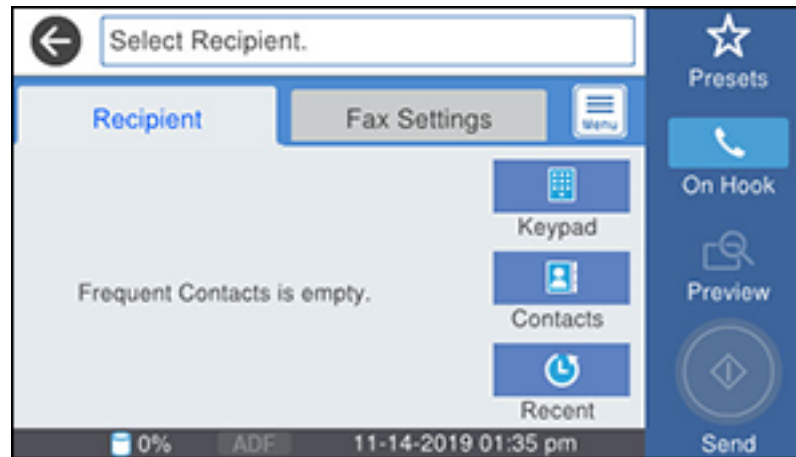 Select Recipient.
Presets
Recipient
Fax Settings
Menu
On Hook
Keypad
Frequent Contacts is empty.
Preview
Contacts
Recent
0% ADF 11-14-2019 01:35 pm
Send